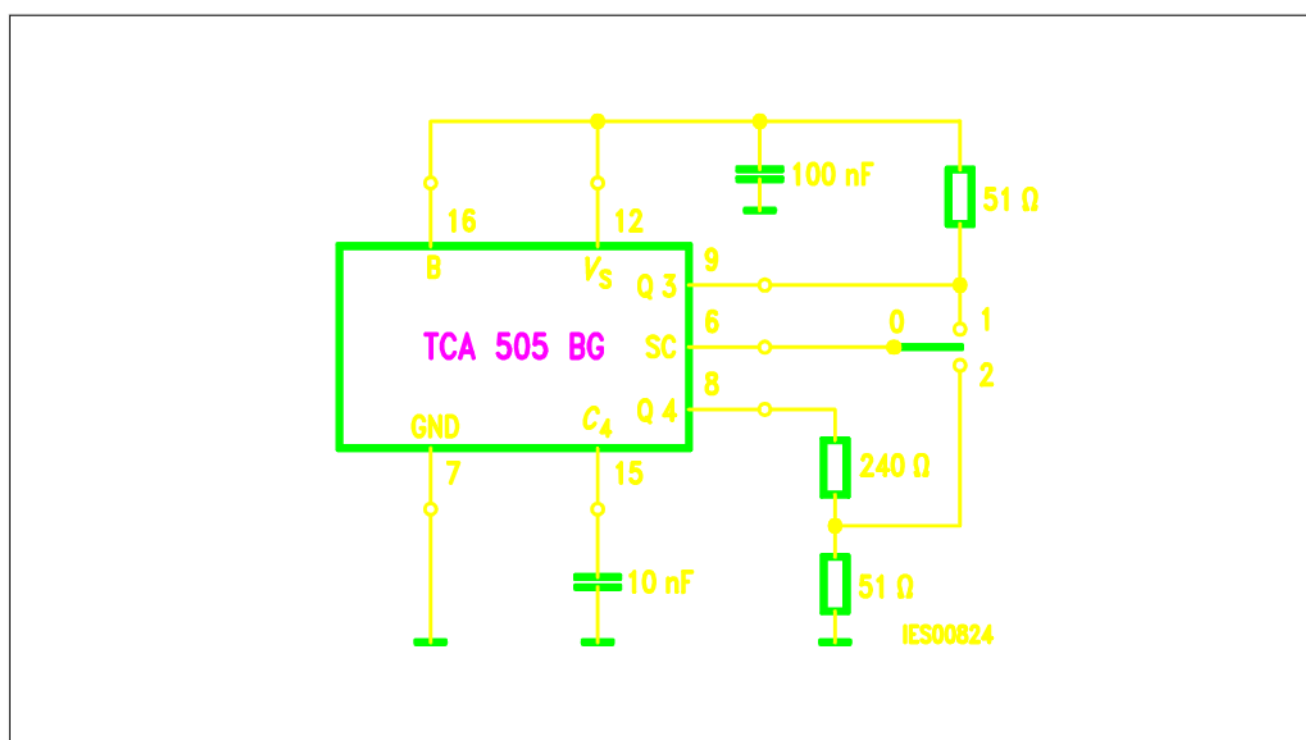 100 nF
51 Ω
16
12
B
VS
9
Q 3
TCA 505 BG
6
SC
0
1
2
8
Q 4
GND
C4
7
15
240 Ω
10 nF
51 Ω
IES00824